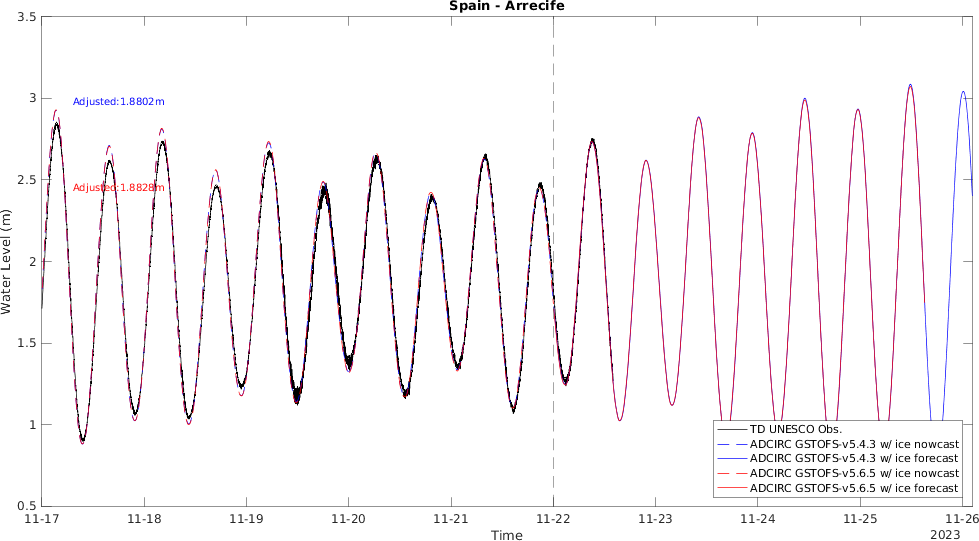 Spain - Arrecife
3.5
3
2.5
2
1.5
1
0.5
Water Level (m)
Adjusted:1.8802m
Adjusted:1.8828m
TD UNESCO Obs.
ADCIRC GSTOFS-v5.4.3 w/ ice nowcast
ADCIRC GSTOFS-v5.4.3 w/ ice forecast
ADCIRC GSTOFS-v5.6.5 w/ ice nowcast
ADCIRC GSTOFS-v5.6.5 w/ ice forecast
11-17 11-18 11-19 11-20 11-21 11-22 11-23 11-24 11-25 11-26
Time 2023